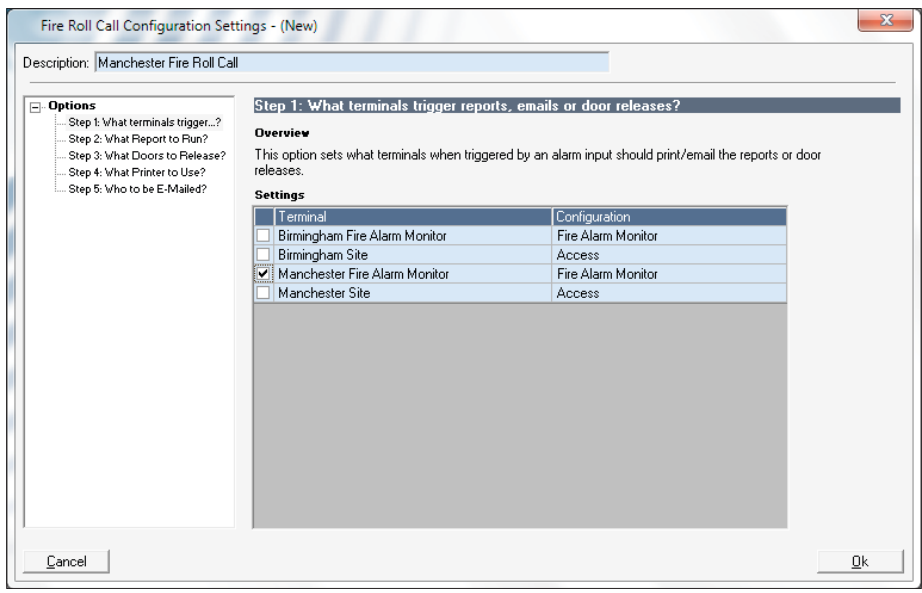 Fire Roll Call Configuration Settings - (New)
Description: Manchester Fire Roll Call
Options
Step 1: What terminals trigger...?
Step 2: What Report to Run?
Step 3: What Doors to Release?
Step 4: What Printer to Use?
Step 5: Who to be E-Mailed?
Step 1: What terminals trigger reports, emails or door releases?
Overview
This option sets what terminals when triggered by an alarm input should print/email the reports or door
releases.
Settings
Terminal Configuration
Birmingham Fire Alarm Monitor Fire Alarm Monitor
Birmingham Site Access
Manchester Fire Alarm Monitor Fire Alarm Monitor
Manchester Site Access
Cancel Ok